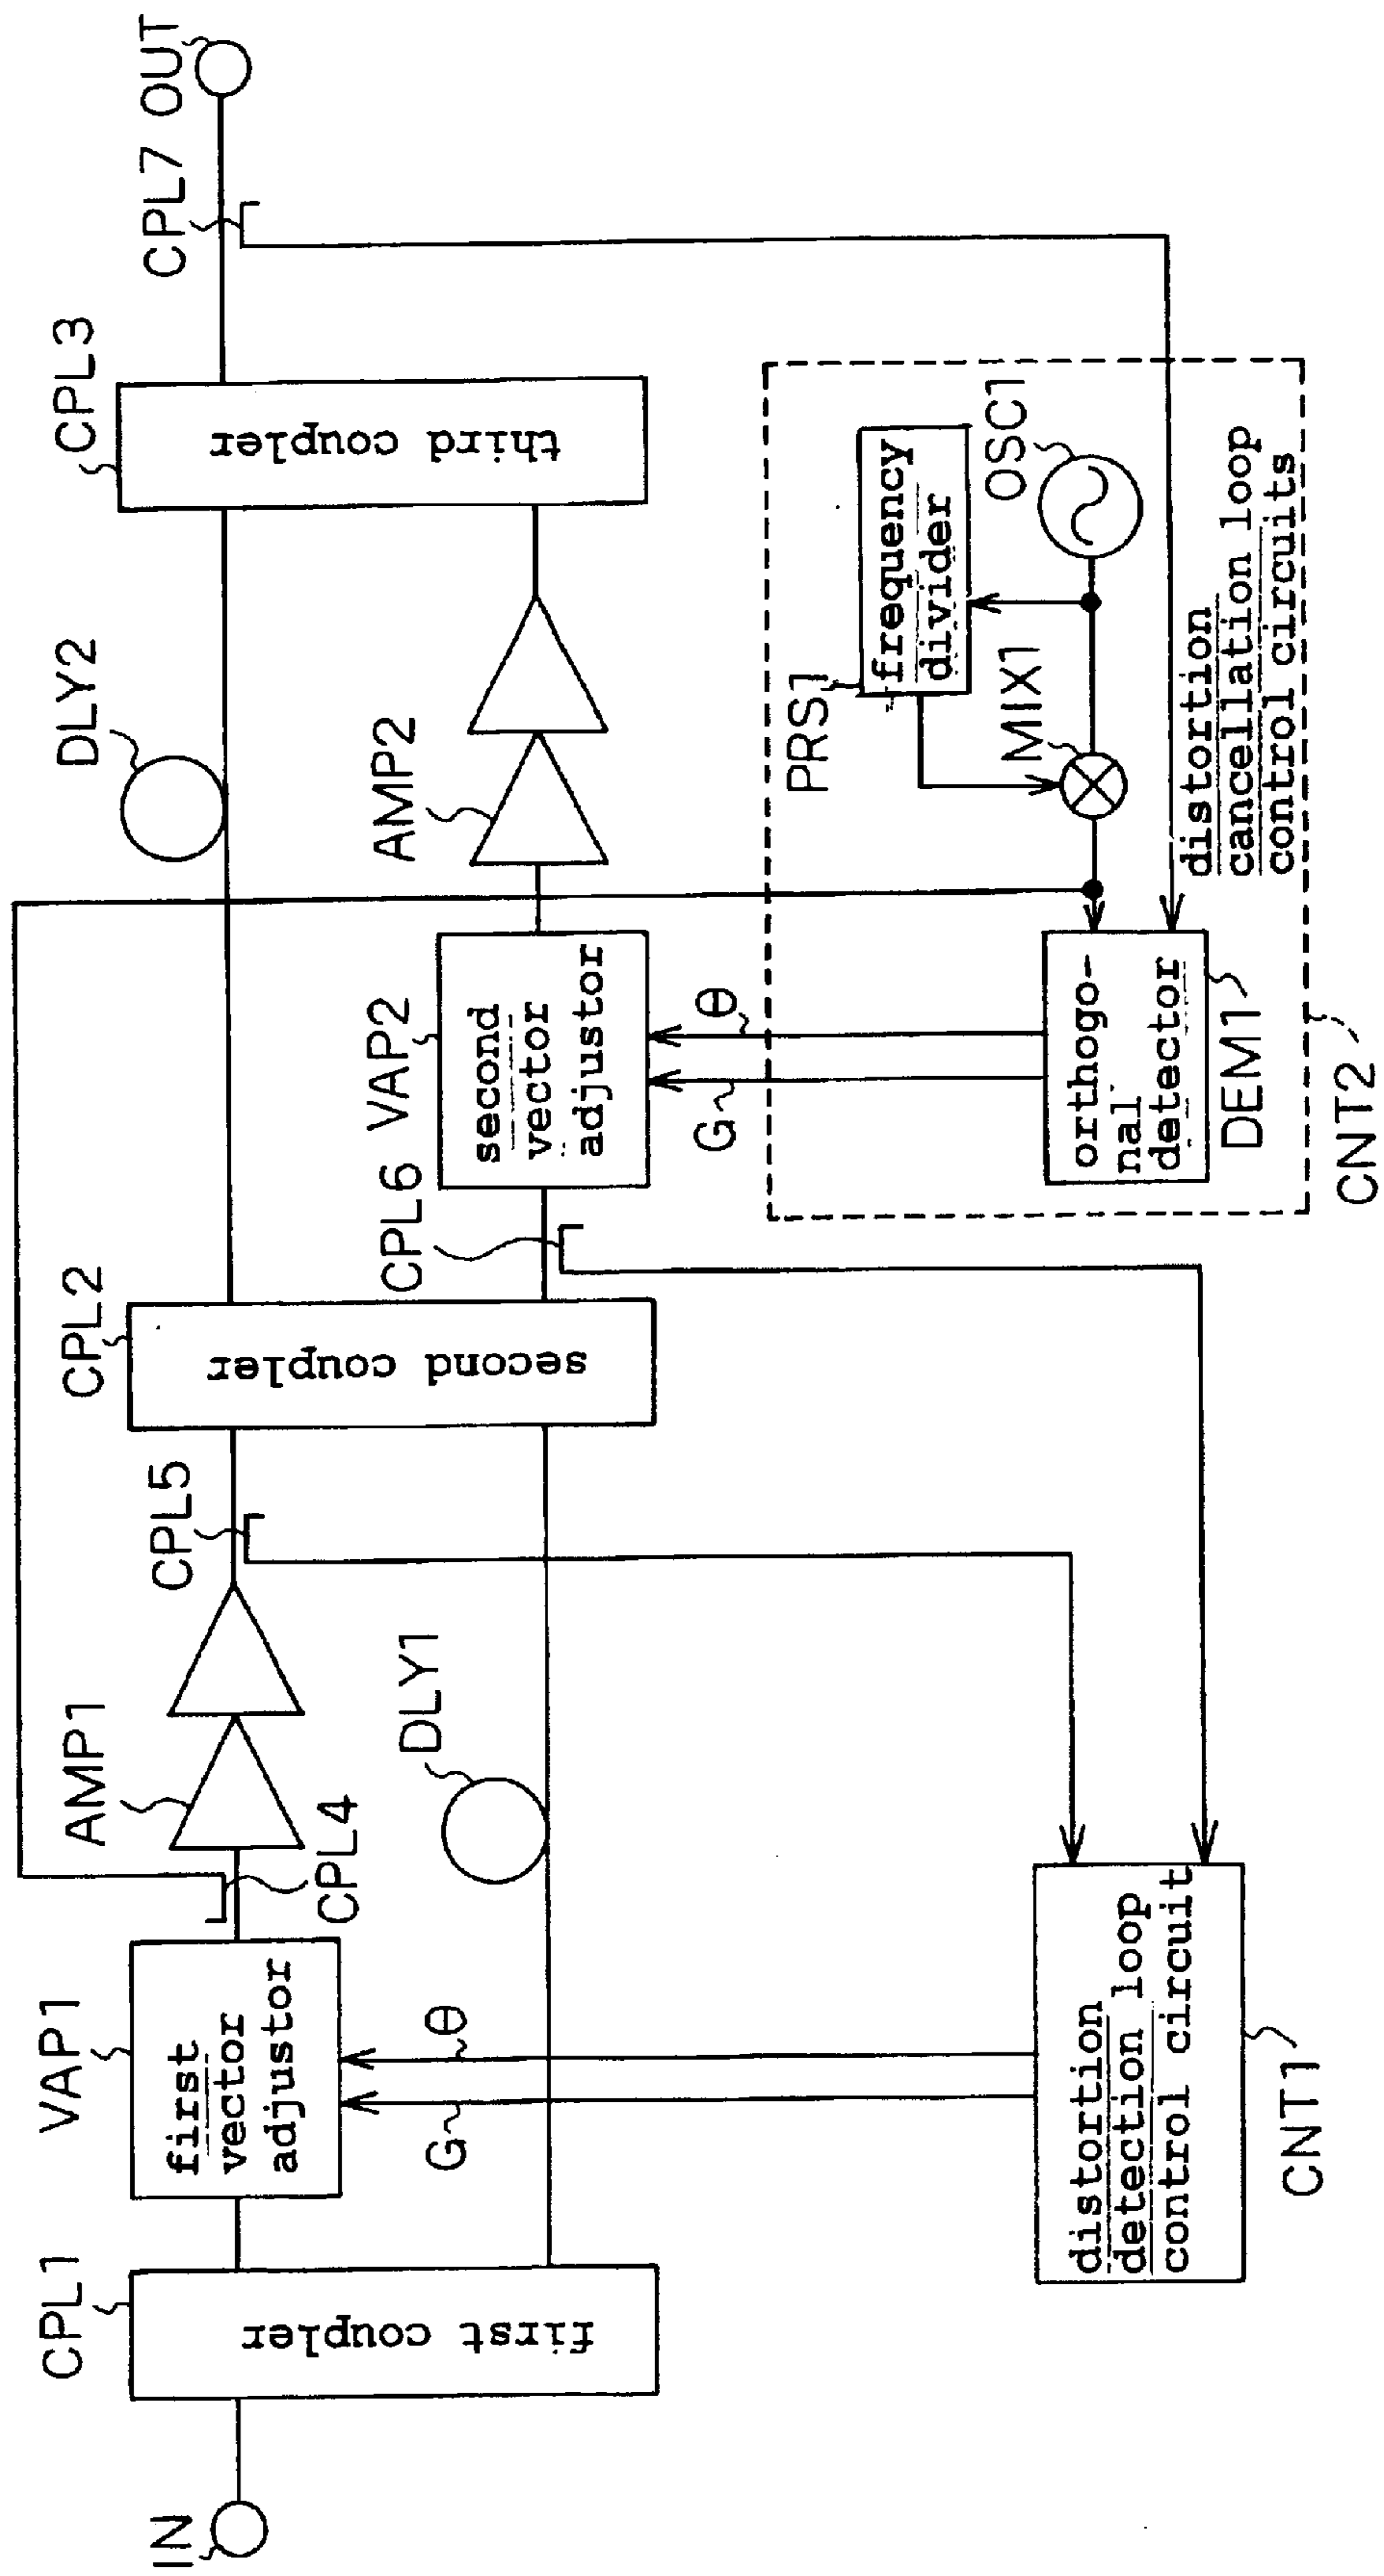 IN
CPL1
first coupler
VAP1
first
vector
adjustor
G
θ
CPL4
AMP1
DLY1
CPL5
CPL2
second coupler
CPL6
VAP2
second
vector
adjustor
G
θ
AMP2
DLY2
CPL3
third coupler
CPL7
OUT
distortion
detection loop
control circuit
CNT1
orthogo-
nal
detector
DEM1
CNT2
PRS1
frequency
divider
MIX1
OSC1
distortion
cancellation loop
control circuits